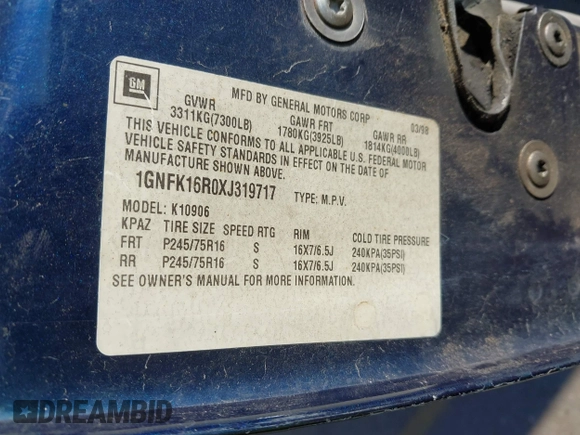 GM
MFD BY GENERAL MOTORS CORP 03/98
GVWR GAWR FRT GAWR RR
3311KG(7300LB) 1780KG(3925LB) 1814KG(4000LB)
THIS VEHICLE CONFORMS TO ALL APPLICABLE U.S. FEDERAL MOTOR
VEHICLE SAFETY STANDARDS IN EFFECT ON THE DATE OF
MANUFACTURE SHOWN ABOVE.
1GNFK16R0XJ319717 TYPE: M.P.V.
MODEL: K10906
KPAZ TIRE SIZE SPEED RTG RIM COLD TIRE PRESSURE
FRT P245/75R16 S 16X7/6.5J 240KPA(35PSI)
RR P245/75R16 S 16X7/6.5J 240KPA(35PSI)
SEE OWNER'S MANUAL FOR MORE INFORMATION.
DREAMBID